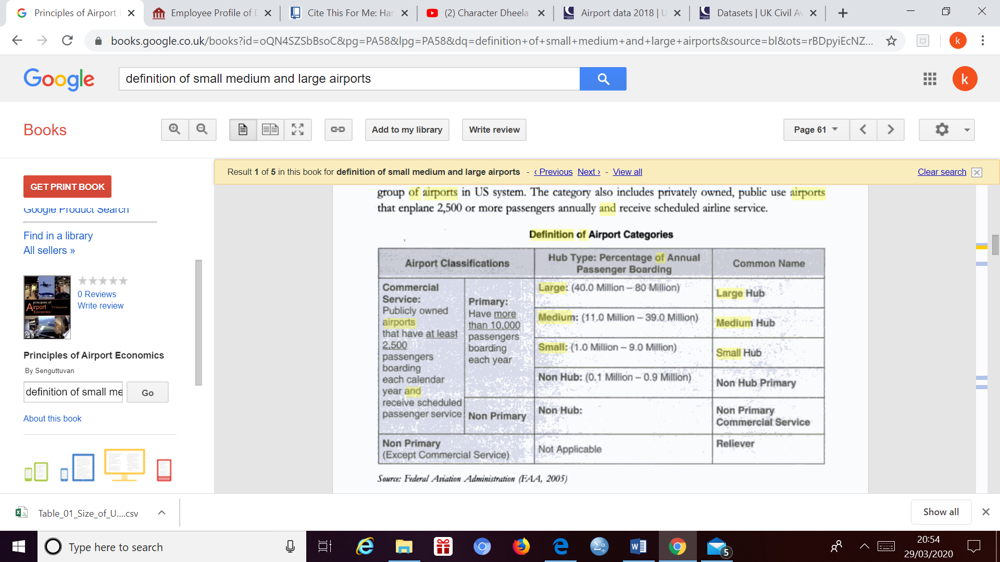 Principles of Airport
Employee Profile of D
Cite This For Me: Har
(2) Character Dheela
Airport data 2018 | U
Datasets | UK Civil Av
books.google.co.uk/books?id=oQN4SZSbBsoC&pg=PA58&lpg=PA58&dq=definition+of+small+medium+and+large+airports&source=bl&ots=rBDpyiEcNZ...
k
Google
definition of small medium and large airports
k
Books
Add to my library
Write review
Page 61
Result 1 of 5 in this book for definition of small medium and large airports - ‹ Previous Next › - View all
Clear search
GET PRINT BOOK
Google Product Search
Find in a library
All sellers »
principles of
Airport
Economics
0 Reviews
Write review
Principles of Airport Economics
By Senguttuvan
definition of small me
Go
About this book
group of airports in US system. The category also includes privately owned, public use airports
that enplane 2,500 or more passengers annually and receive scheduled airline service.
Definition of Airport Categories
Airport Classifications
Hub Type: Percentage of Annual
Passenger Boarding
Common Name
Commercial
Service:
Publicly owned
airports
that have at least
2,500
passengers
boarding
each calendar
year and
receive scheduled
passenger service
Primary:
Have more
than 10,000
passengers
boarding
each year
Large: (40.0 Million – 80 Million)
Large Hub
Medium: (11.0 Million – 39.0 Million)
Medium Hub
Small: (1.0 Million – 9.0 Million)
Small Hub
Non Hub: (0.1 Million – 0.9 Million)
Non Hub Primary
Non Primary
Non Hub:
Non Primary
Commercial Service
Non Primary
(Except Commercial Service)
Not Applicable
Reliever
Source: Federal Aviation Administration (FAA, 2005)
Table_01_Size_of_U....csv
Show all
Type here to search
5
20:54
29/03/2020